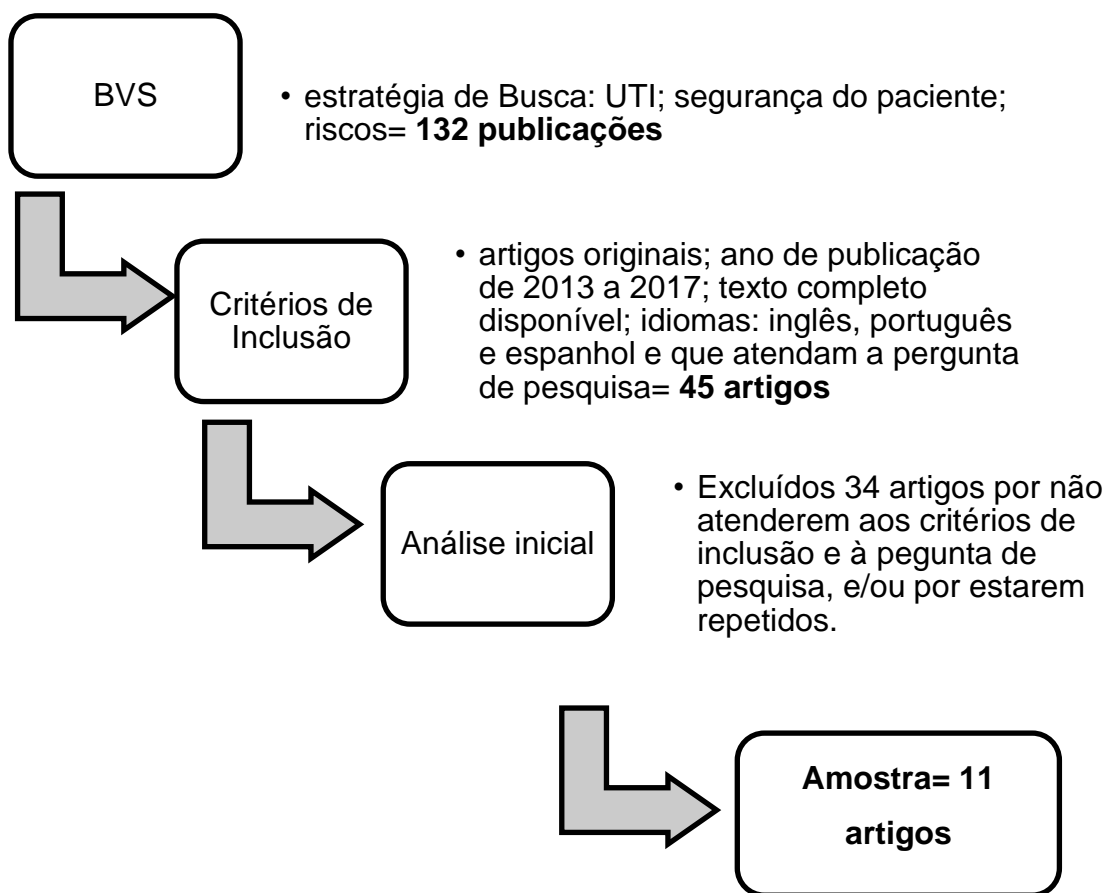 BVS
• estratégia de Busca: UTI; segurança do paciente;
riscos= 132 publicações
Critérios de
Inclusão
• artigos originais; ano de publicação
de 2013 a 2017; texto completo
disponível; idiomas: inglês, português
e espanhol e que atendam a pergunta
de pesquisa= 45 artigos
Análise inicial
• Excluídos 34 artigos por não
atenderem aos critérios de
inclusão e à pegunta de
pesquisa, e/ou por estarem
repetidos.
Amostra= 11
artigos